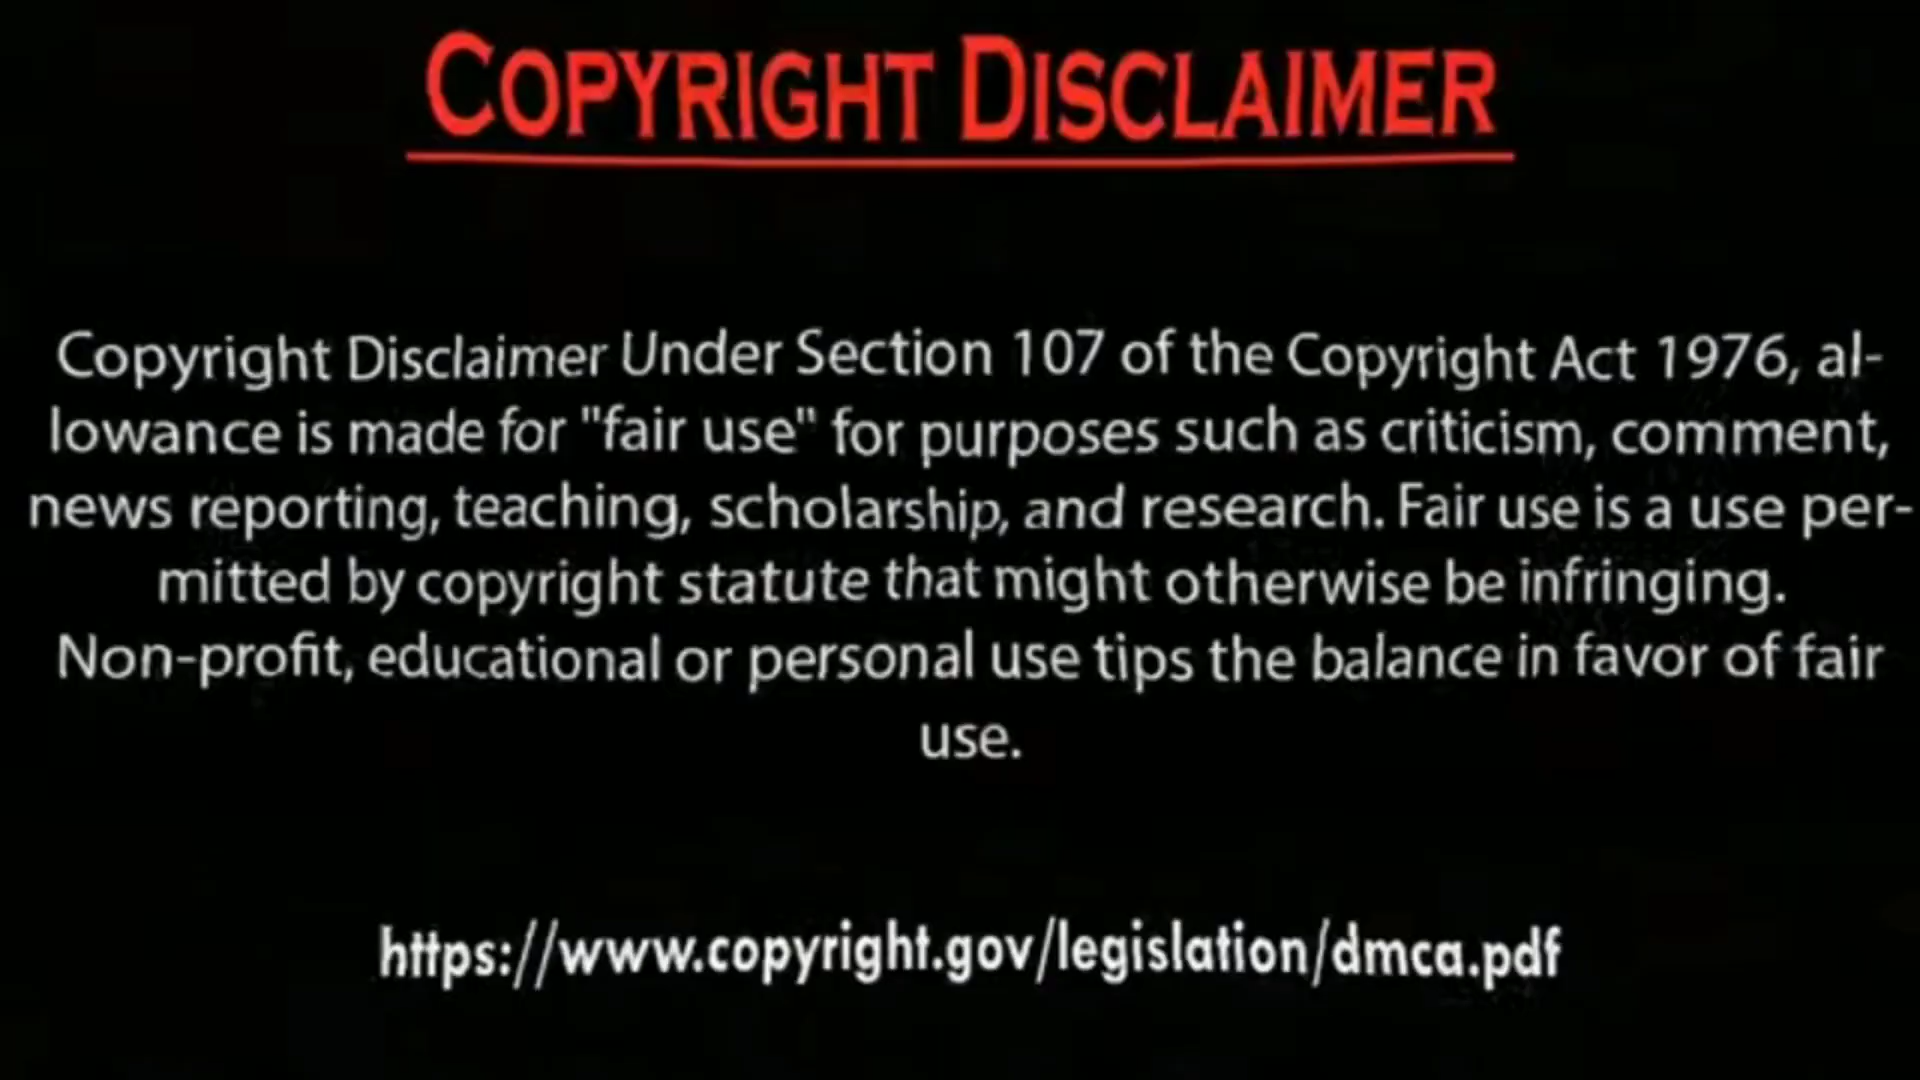 COPYRIGHT DISCLAIMER
Copyright Disclaimer Under Section 107 of the Copyright Act 1976, al-
lowance is made for "fair use" for purposes such as criticism, comment,
news reporting, teaching, scholarship, and research. Fair use is a use per-
mitted by copyright statute that might otherwise be infringing.
Non-profit, educational or personal use tips the balance in favor of fair
use.
https://www.copyright.gov/legislation/dmca.pdf